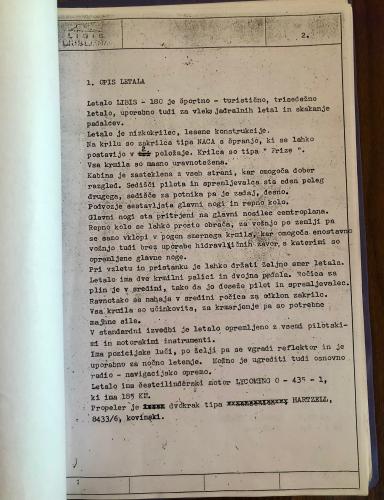 LIBIS
LJUBLJANA
2.
1. OPIS LETALA
Letalo LIBIS - 180 je športno - turistično, trisedežno
letalo, uporabno tudi za vlek jadralnih letal in skakanje
padalcev.
Letalo je nizkokrilec, lesene konstrukcije.
Na krilu so zakrilca tipa NACA s špranjo, ki se lahko
postavijo v 2 položaja. Krilca so tipa " Frize ".
Vsa krmila so masno uravnotežena.
Kabina je zasteklena z vseh strani, kar omogoča dober
razgled. Sedišči pilota in spremljevalca sta eden poleg
drugega, sedišče za potnika pa je zadaj, desno.
Podvozje sestavljata glavni nogi in repno kolo.
Glavni nogi sta pritrjeni na glavni nosilec centroplana.
Repno kolo se lahko prosto obrača, za vožnjo po zemlji pa
se samo vklopi v pogon smernega krmila, kar omogoča enostavno
vožnjo tudi brez uporabe hidravličnih zavor, s katerimi so
opremljene glavne noge.
Pri vzletu in pristanku je lahko držati željno smer letala.
Letalo ima dve krmilni palici in dvojna pedala. Ročica za
plin je v sredini, tako da jo doseže pilot in spremljevalec.
Ravnotako se nahaja v sredini ročica za odklon zakrilc.
Vsa krmila so učinkovita, za krmarjenje pa so potrebne
majhne sile.
V standardni izvedbi je letalo opremljeno z vsemi pilotski-
mi in motorskimi instrumenti.
Ima pozicijske luči, po želji pa se vgradi reflektor in je
uporabno za nočno letenje. Možno je vgraditi tudi osnovno
radio - navigacijsko opremo.
Letalo ima šestcilinderski motor LYCOMING O - 435 - 1,
ki ima 185 KM.
Propeler je dvokrak tipa HARTZELL,
8433/6, kovinski.